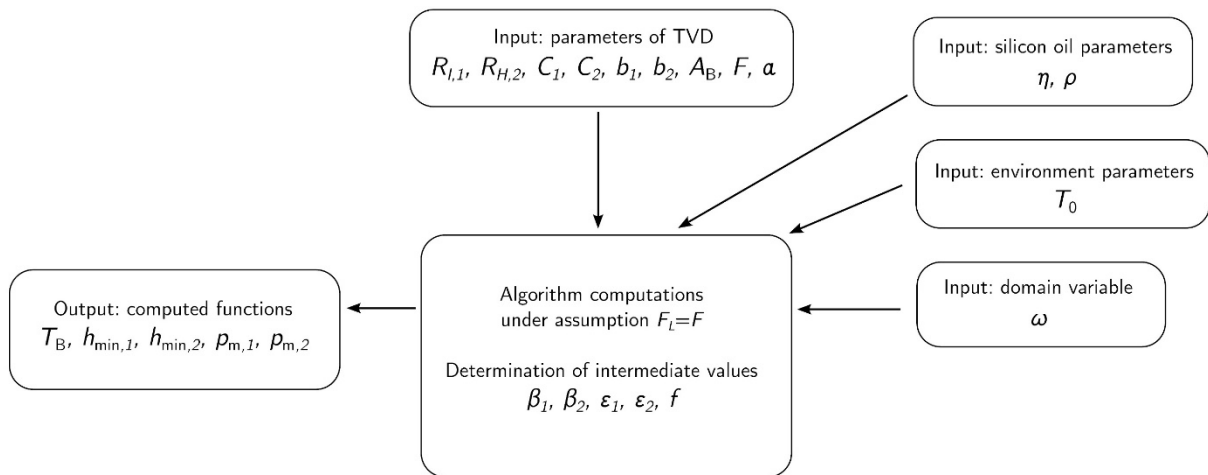 Input: parameters of TVD
R_{I,1}, R_{H,2}, C_1, C_2, b_1, b_2, A_B, F, α
Input: silicon oil parameters
η, ρ
Input: environment parameters
T_0
Input: domain variable
ω
Algorithm computations
under assumption F_L=F
Determination of intermediate values
β_1, β_2, ε_1, ε_2, f
Output: computed functions
T_B, h_{min,1}, h_{min,2}, p_{m,1}, p_{m,2}